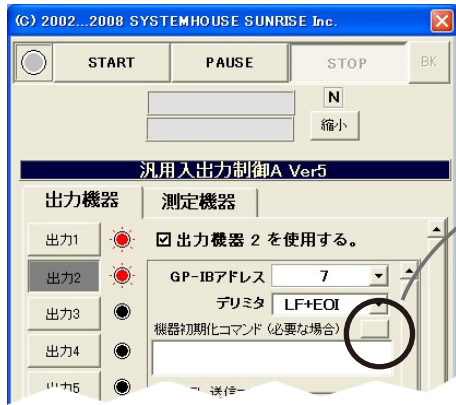 (C) 2002...2008 SYSTEMHOUSE SUNRISE Inc.
START PAUSE STOP BK
N
縮小
汎用入出力制御A Ver5
出力機器 測定機器
出力1 出力機器 2 を使用する。
出力2 GP-IBアドレス 7
デリミタ LF+EOI
出力3 機器初期化コマンド (必要な場合)
出力4
出力5